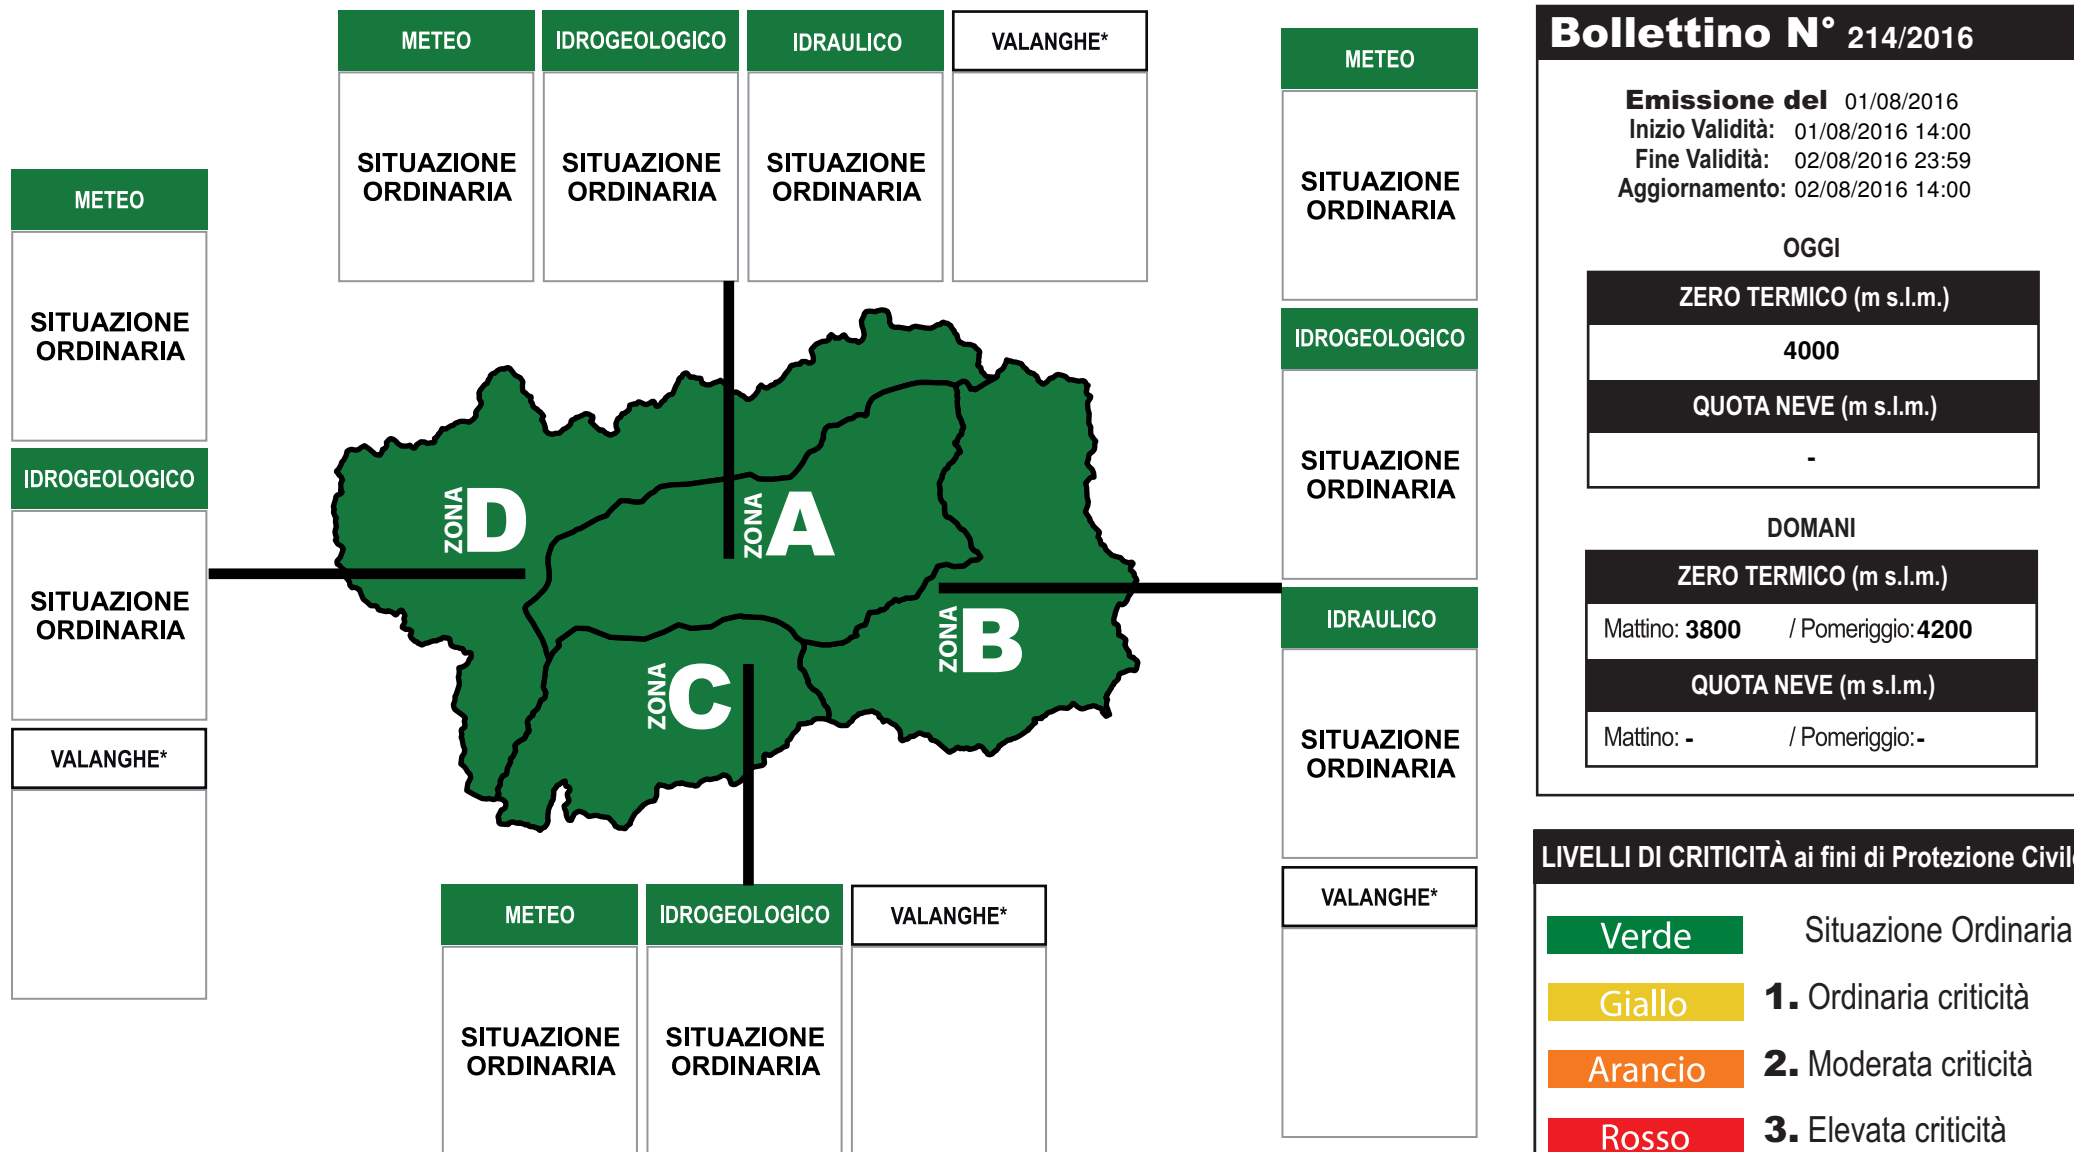 METEO
IDROGEOLOGICO
IDRAULICO
VALANGHE*
SITUAZIONE
ORDINARIA
SITUAZIONE
ORDINARIA
SITUAZIONE
ORDINARIA
METEO
SITUAZIONE
ORDINARIA
IDROGEOLOGICO
SITUAZIONE
ORDINARIA
VALANGHE*
ZONA D
ZONA A
ZONA B
ZONA C
METEO
SITUAZIONE
ORDINARIA
IDROGEOLOGICO
SITUAZIONE
ORDINARIA
IDRAULICO
SITUAZIONE
ORDINARIA
VALANGHE*
METEO
IDROGEOLOGICO
VALANGHE*
SITUAZIONE
ORDINARIA
SITUAZIONE
ORDINARIA
Bollettino N° 214/2016
Emissione del 01/08/2016
Inizio Validità: 01/08/2016 14:00
Fine Validità: 02/08/2016 23:59
Aggiornamento: 02/08/2016 14:00
OGGI
ZERO TERMICO (m s.l.m.)
4000
QUOTA NEVE (m s.l.m.)
-
DOMANI
ZERO TERMICO (m s.l.m.)
Mattino: 3800 / Pomeriggio: 4200
QUOTA NEVE (m s.l.m.)
Mattino: - / Pomeriggio: -
LIVELLI DI CRITICITÀ ai fini di Protezione Civile
Verde Situazione Ordinaria
Giallo 1. Ordinaria criticità
Arancio 2. Moderata criticità
Rosso 3. Elevata criticità